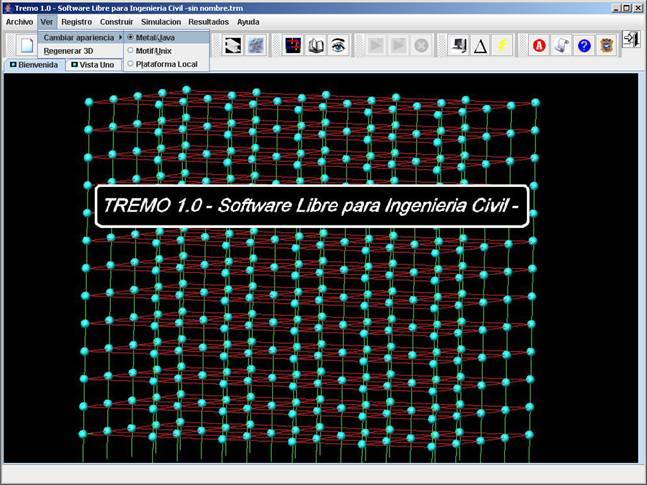 Tremo 1.0 - Software Libre para Ingenieria Civil -sin nombre.trm
Archivo Ver Registro Construir Simulacion Resultados Ayuda
Cambiar apariencia
Metal/Java
Regenerar 3D
Motif/Unix
Plataforma Local
Bienvenida
Vista Uno
TREMO 1.0 - Software Libre para Ingenieria Civil -